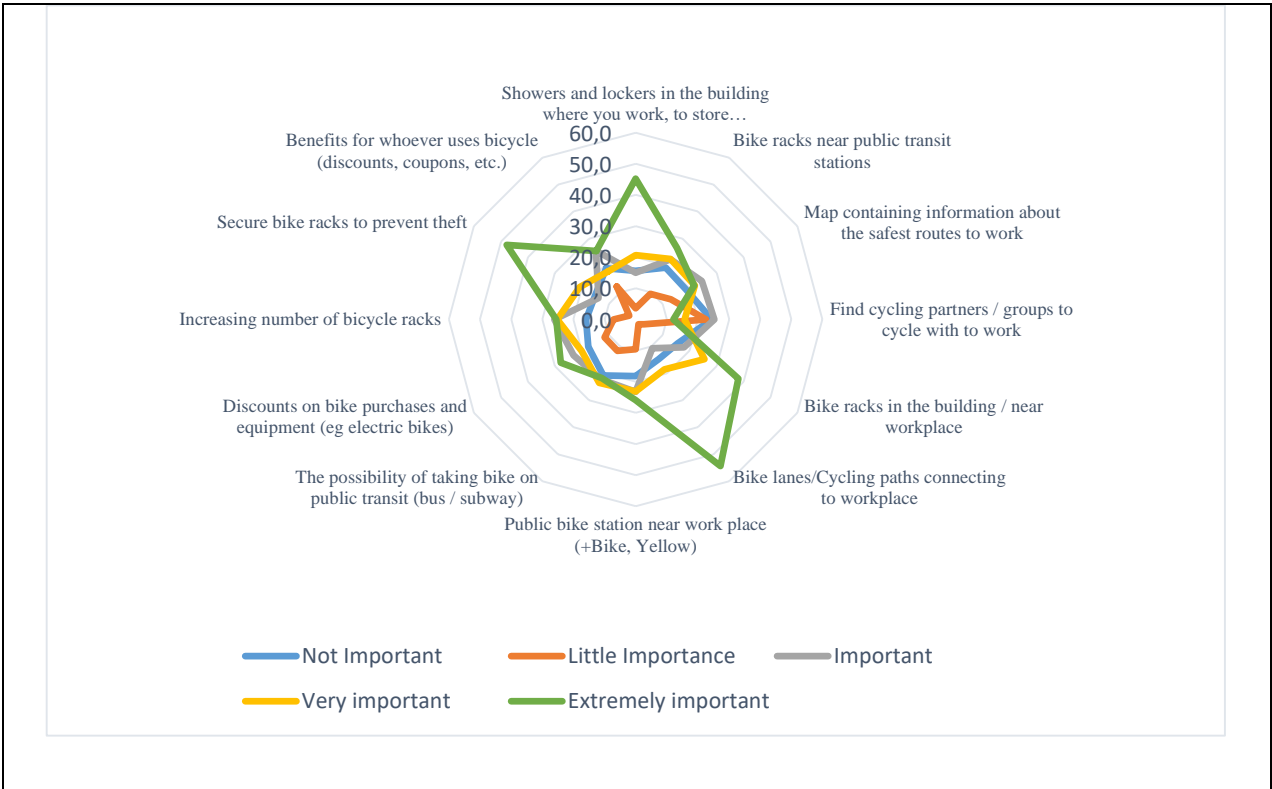 Showers and lockers in the building
where you work, to store…
Benefits for whoever uses bicycle
(discounts, coupons, etc.)
60,0
50,0
40,0
30,0
20,0
10,0
0,0
Bike racks near public transit
stations
Secure bike racks to prevent theft
Map containing information about
the safest routes to work
Increasing number of bicycle racks
Find cycling partners / groups to
cycle with to work
Discounts on bike purchases and
equipment (eg electric bikes)
Bike racks in the building / near
workplace
The possibility of taking bike on
public transit (bus / subway)
Bike lanes/Cycling paths connecting
to workplace
Public bike station near work place
(+Bike, Yellow)
Not Important
Little Importance
Important
Very important
Extremely important